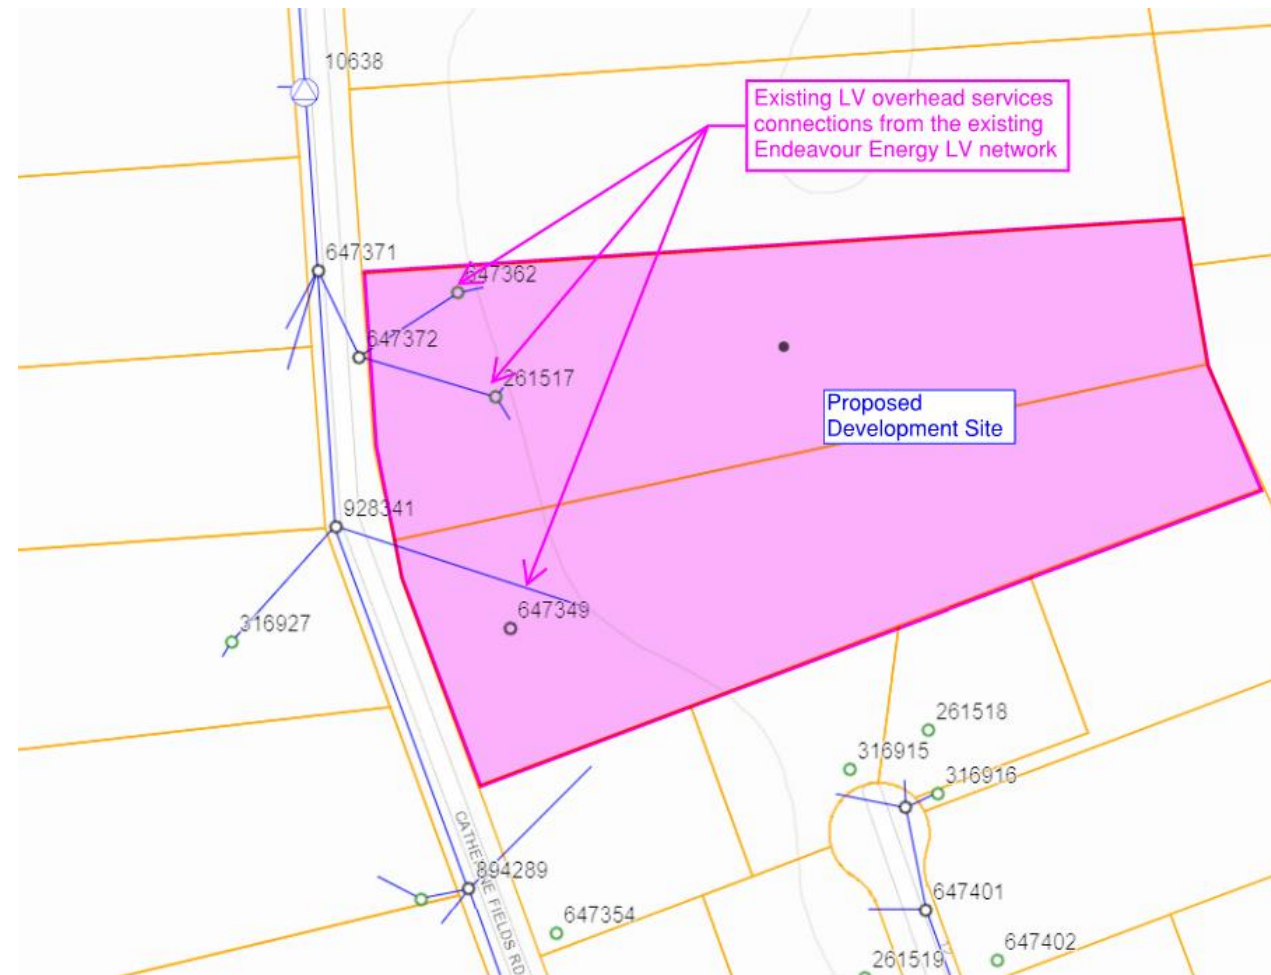 10638
Existing LV overhead services
connections from the existing
Endeavour Energy LV network
647371
647362
647372
261517
Proposed
Development Site
928341
647349
316927
261518
316915
316916
CATHERINE FIELDS RD
894289
647401
647354
647402
261519